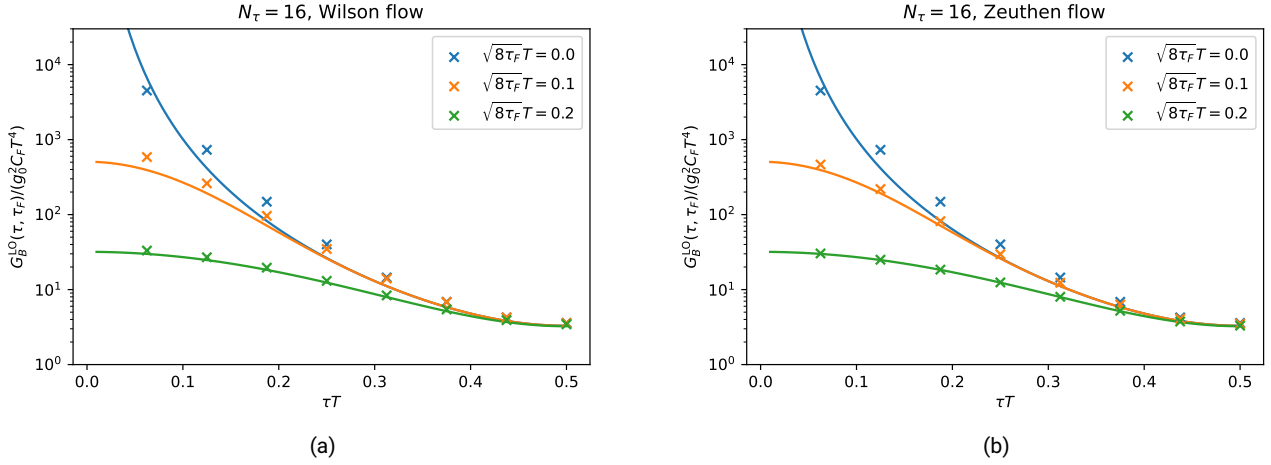 N_τ = 16, Wilson flow
G_B^LO(τ, τ_F)/(g_0^2 C_F T^4)
10^4
10^3
10^2
10^1
10^0
√8τ_F T = 0.0
√8τ_F T = 0.1
√8τ_F T = 0.2
0.0 0.1 0.2 0.3 0.4 0.5
τT
(a)
N_τ = 16, Zeuthen flow
G_B^LO(τ, τ_F)/(g_0^2 C_F T^4)
10^4
10^3
10^2
10^1
10^0
√8τ_F T = 0.0
√8τ_F T = 0.1
√8τ_F T = 0.2
0.0 0.1 0.2 0.3 0.4 0.5
τT
(b)